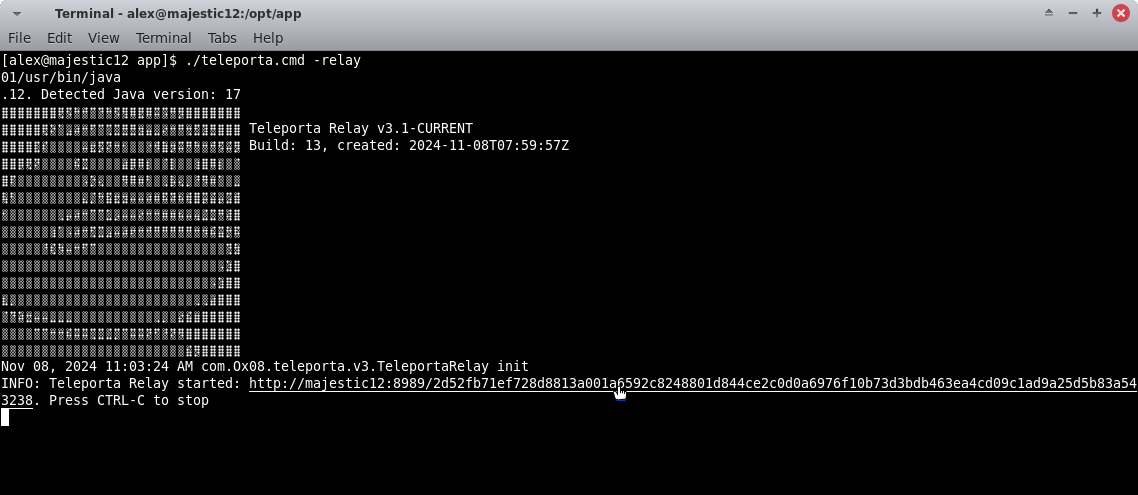 Terminal - alex@majestic12:/opt/app
File Edit View Terminal Tabs Help
[alex@majestic12 app]$ ./teleporta.cmd -relay
01/usr/bin/java
.12. Detected Java version: 17
Teleporta Relay v3.1-CURRENT
Build: 13, created: 2024-11-08T07:59:57Z
Nov 08, 2024 11:03:24 AM com.Ox08.teleporta.v3.TeleportaRelay init
INFO: Teleporta Relay started: http://majestic12:8989/2d52fb71ef728d8813a001a6592c8248801d844ce2c0d0a6976f10b73d3bdb463ea4cd09c1ad9a25d5b83a54
3238. Press CTRL-C to stop